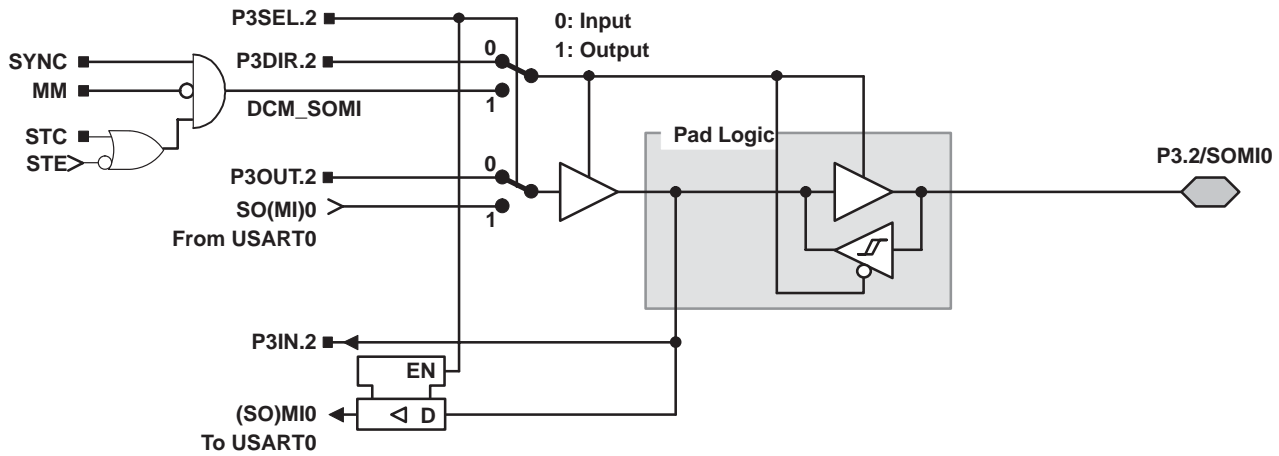 P3SEL.2
0: Input
1: Output
SYNC
P3DIR.2
0
MM
1
DCM_SOMI
STC
STE
Pad Logic
P3.2/SOMI0
P3OUT.2
0
SO(MI)0
1
From USART0
P3IN.2
EN
(SO)MI0
D
To USART0